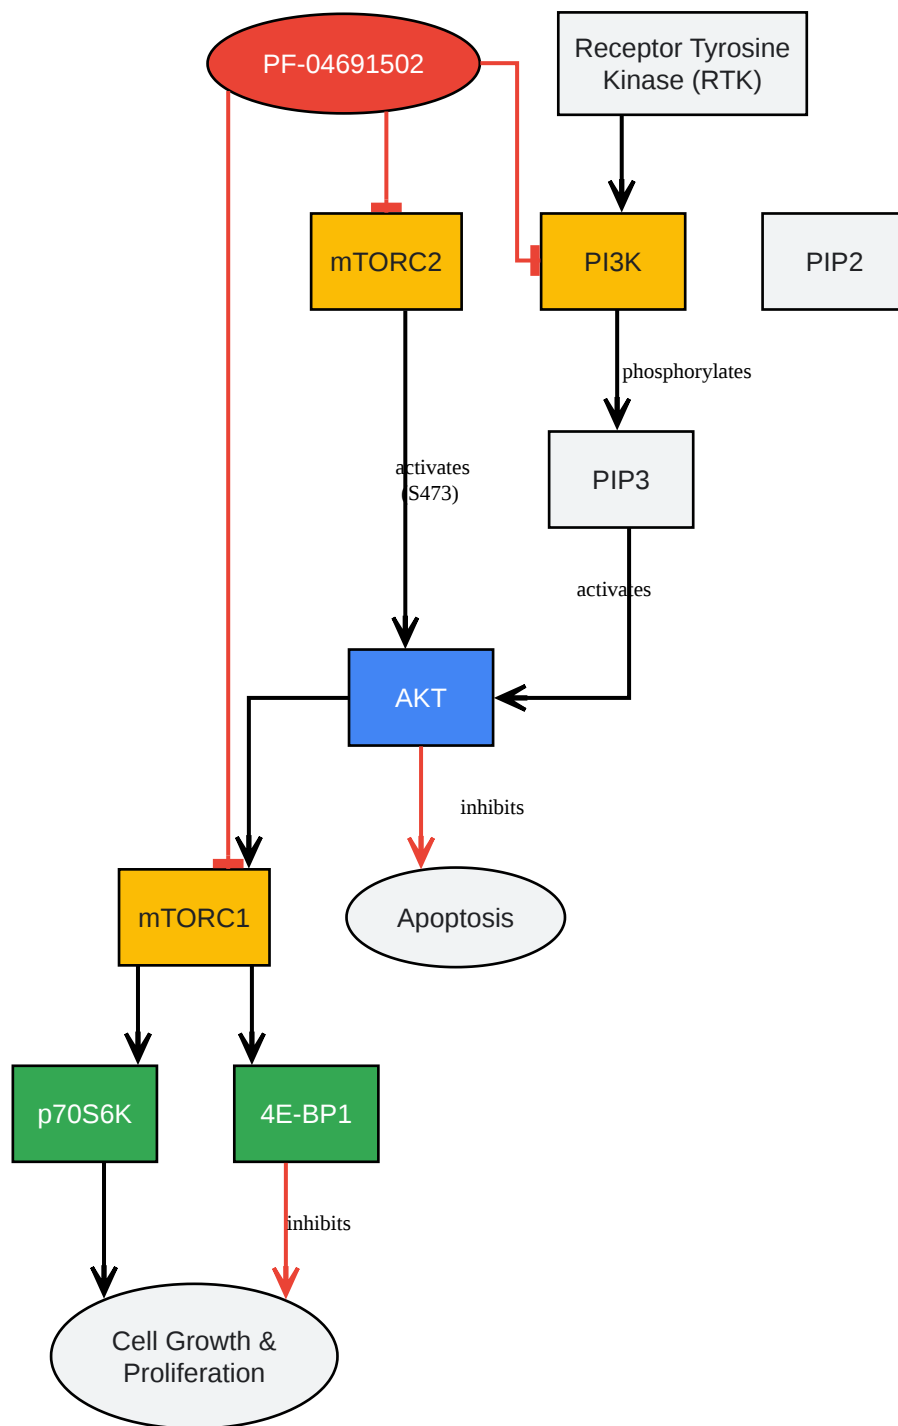 PF-04691502
Receptor Tyrosine
Kinase (RTK)
mTORC2
PI3K
PIP2
phosphorylates
activates
(S473)
PIP3
activates
AKT
inhibits
mTORC1
Apoptosis
p70S6K
4E-BP1
inhibits
Cell Growth &
Proliferation